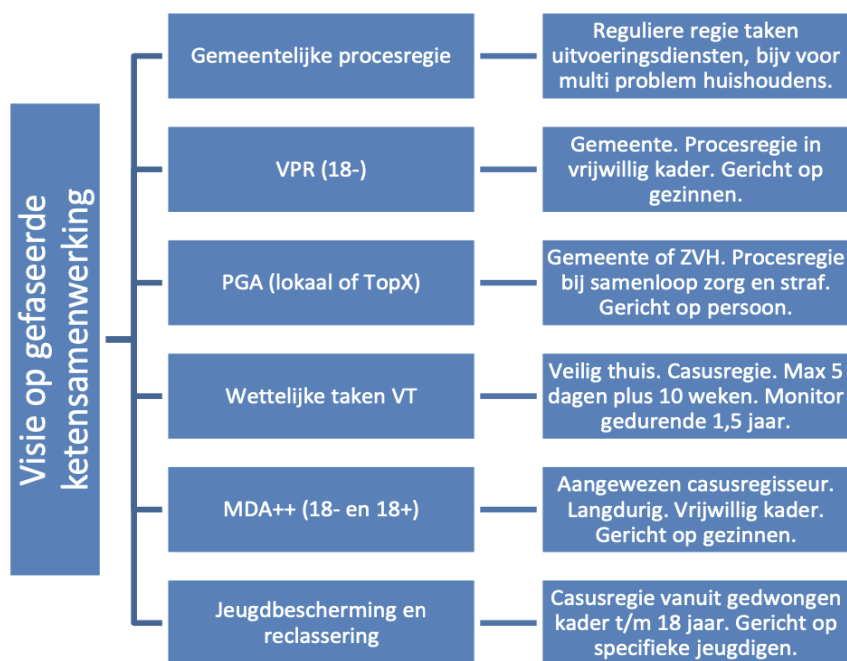 Visie op gefaseerde
ketensamenwerking
Gemeentelijke procesregie
Reguliere regie taken
uitvoeringsdiensten, bijv voor
multi problem huishoudens.
VPR (18-)
Gemeente. Procesregie in
vrijwillig kader. Gericht op
gezinnen.
PGA (lokaal of TopX)
Gemeente of ZVH. Procesregie
bij samenloop zorg en straf.
Gericht op persoon.
Wettelijke taken VT
Veilig thuis. Casusregie. Max 5
dagen plus 10 weken. Monitor
gedurende 1,5 jaar.
MDA++ (18- en 18+)
Aangewezen casusregisseur.
Langdurig. Vrijwillig kader.
Gericht op gezinnen.
Jeugdbescherming en
reclassering
Casusregie vanuit gedwongen
kader t/m 18 jaar. Gericht op
specifieke jeugdigen.